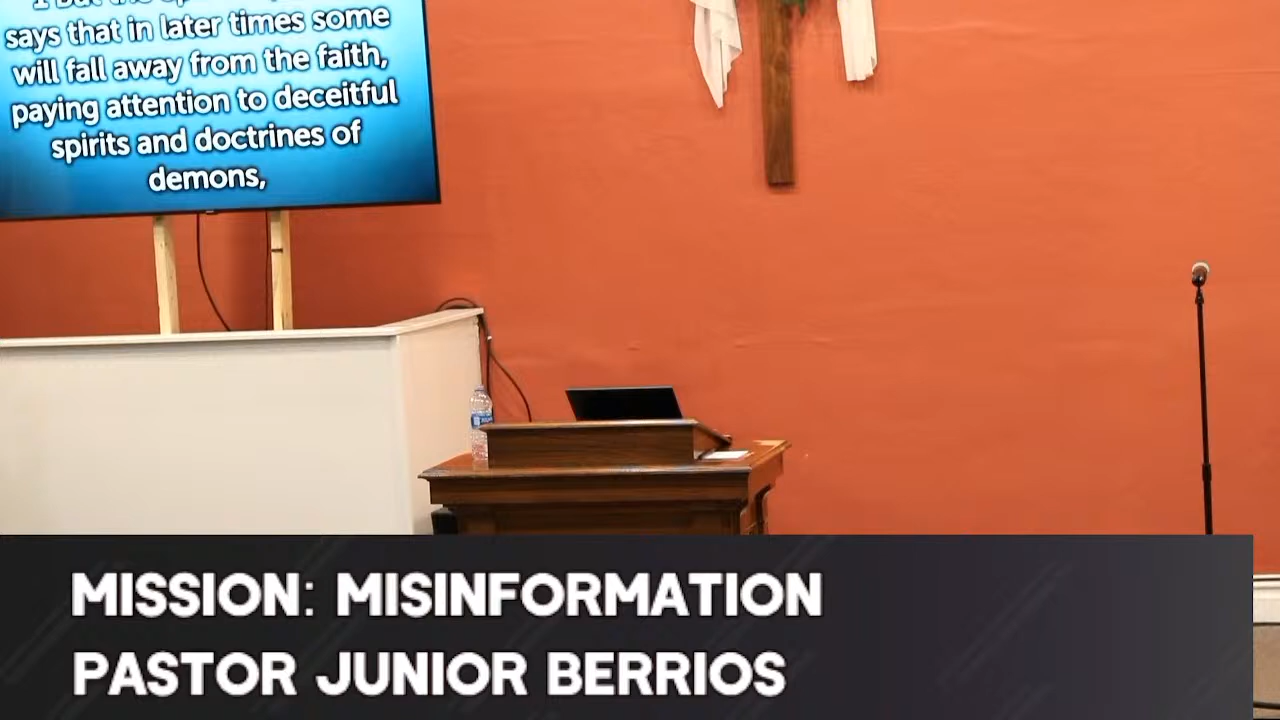 says that in later times some
will fall away from the faith,
paying attention to deceitful
spirits and doctrines of
demons,
MISSION: MISINFORMATION
PASTOR JUNIOR BERRIOS